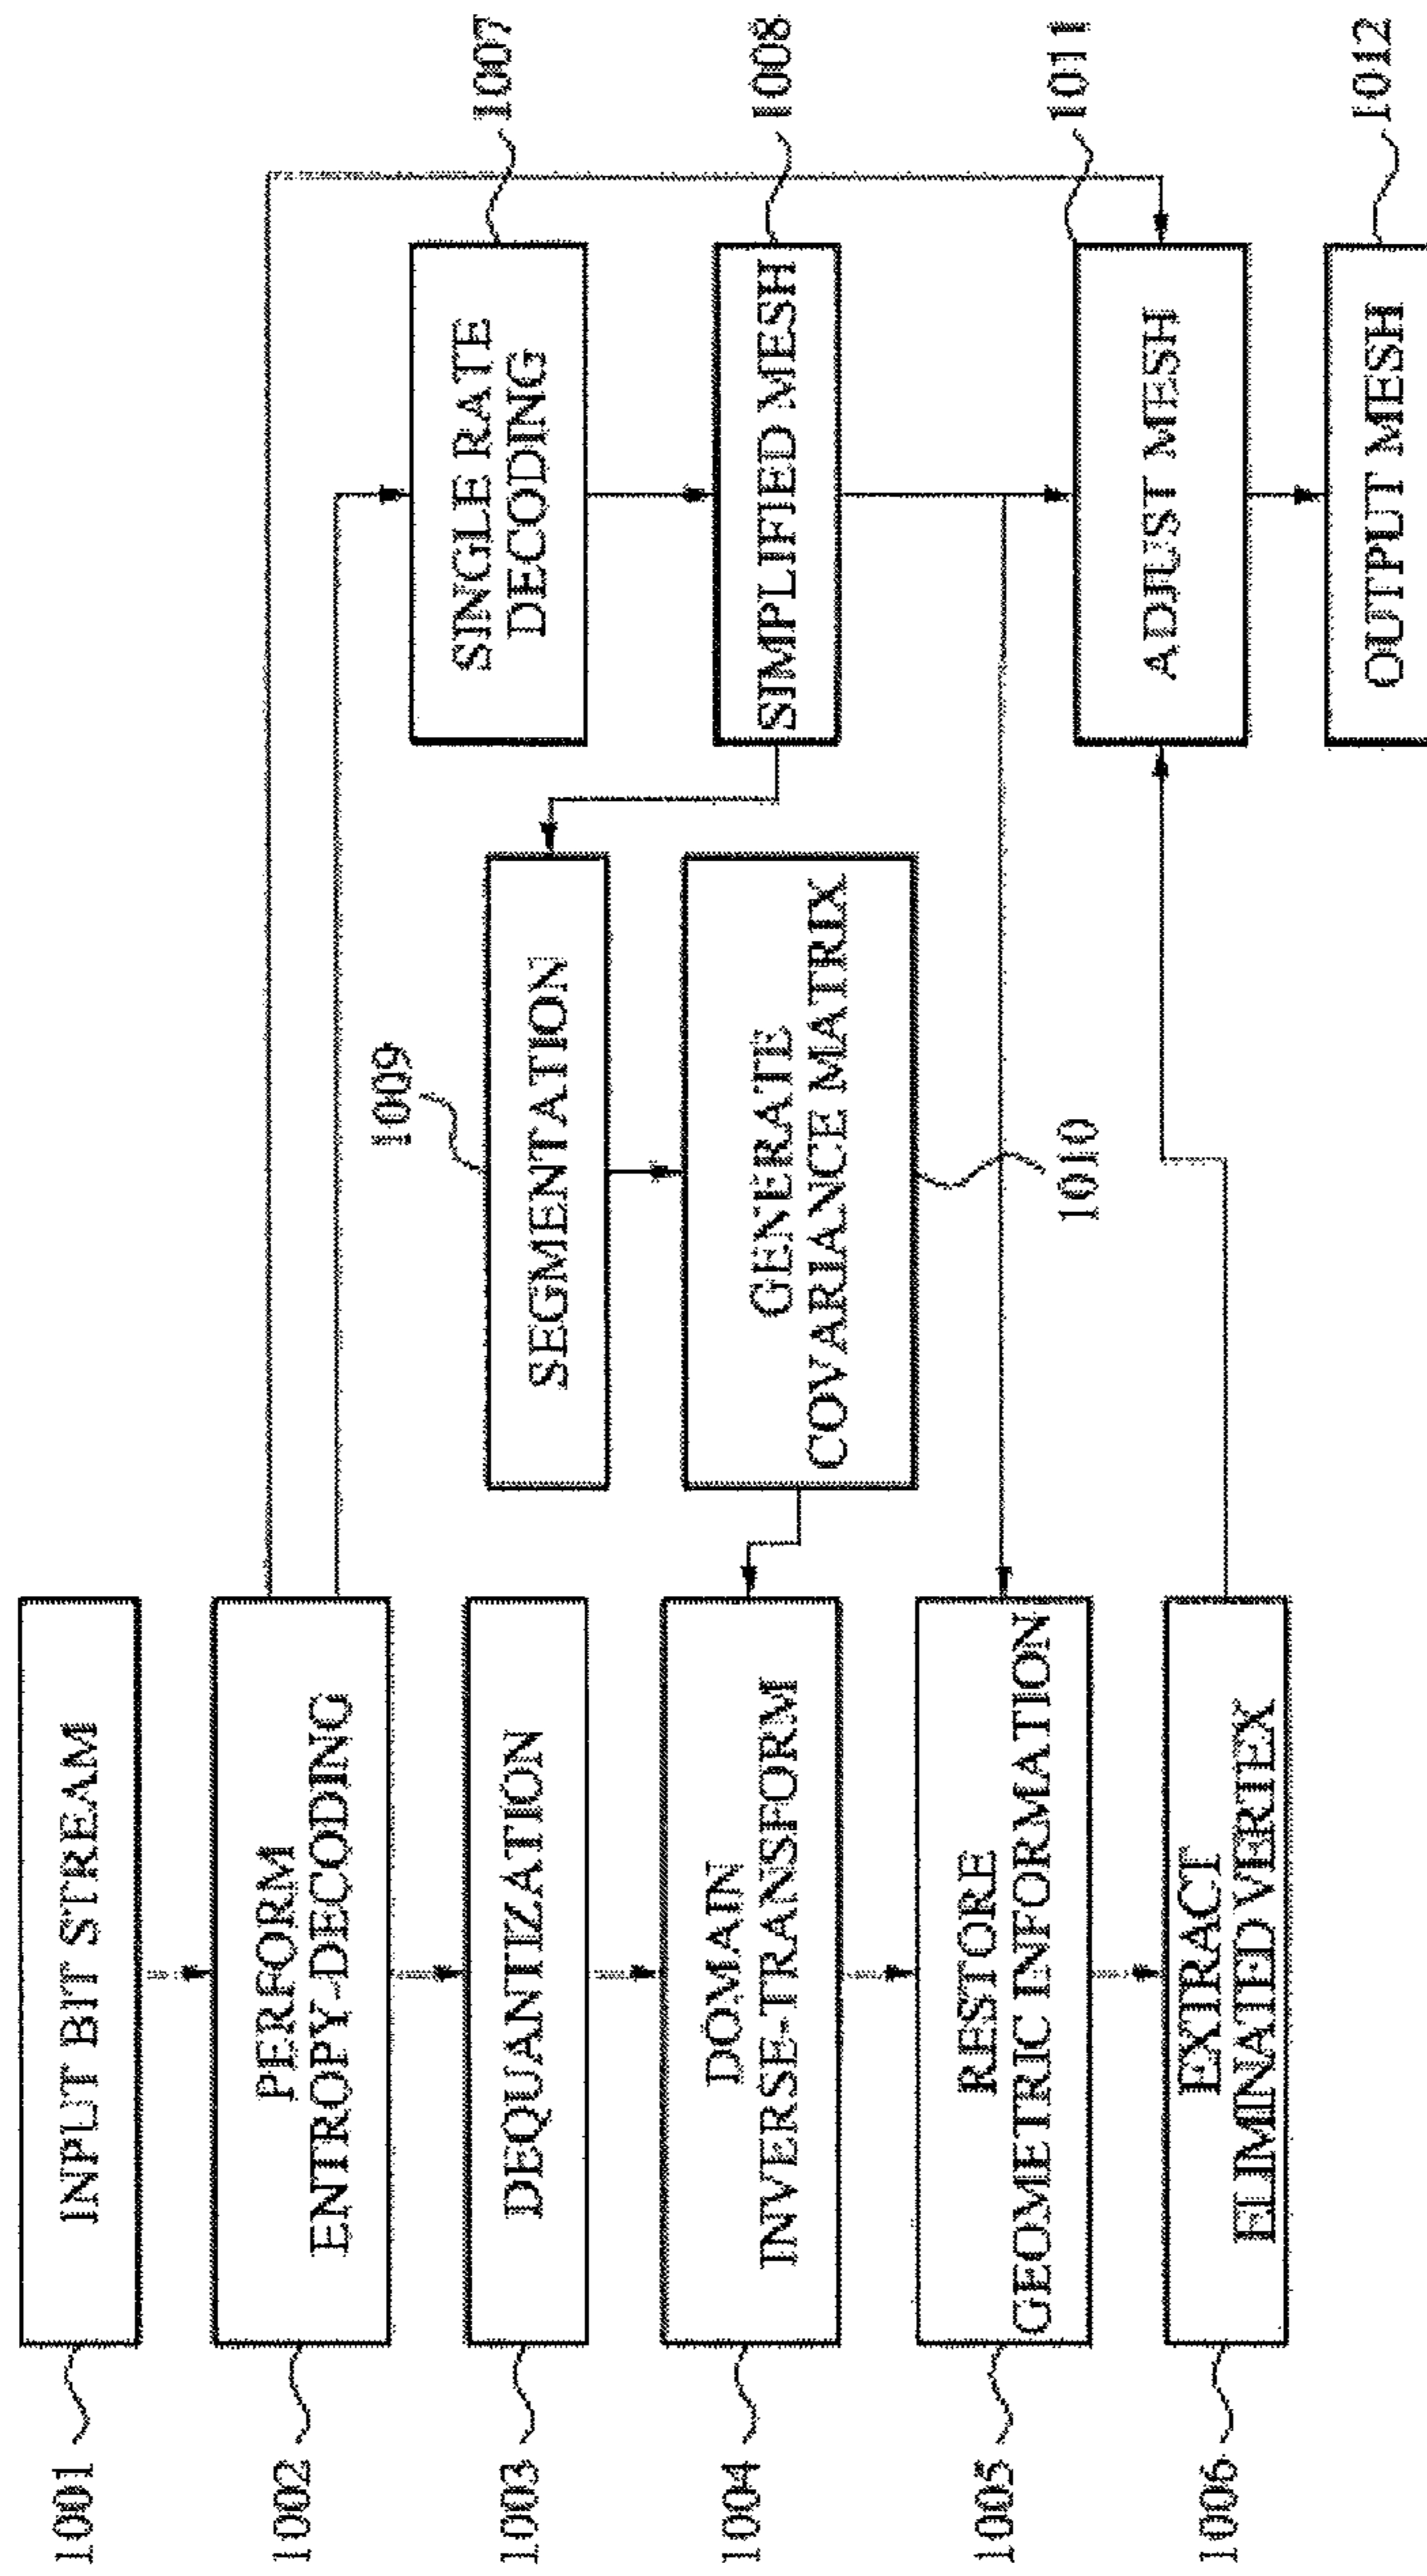 1001
INPUT BIT STREAM
1002
PERFORM
ENTROPY-DECODING
1003
DEQUANTIZATION
1004
DOMAIN
INVERSE-TRANSFORM
1005
RESTORE
GEOMETRIC INFORMATION
1006
EXTRACT
ELIMINATED VERTEX
1009
SEGMENTATION
GENERATE
COVARIANCE MATRIX
1010
SINGLE RATE
DECODING
1007
SIMPLIFIED MESH
1008
ADJUST MESH
1011
OUTPUT MESH
1012